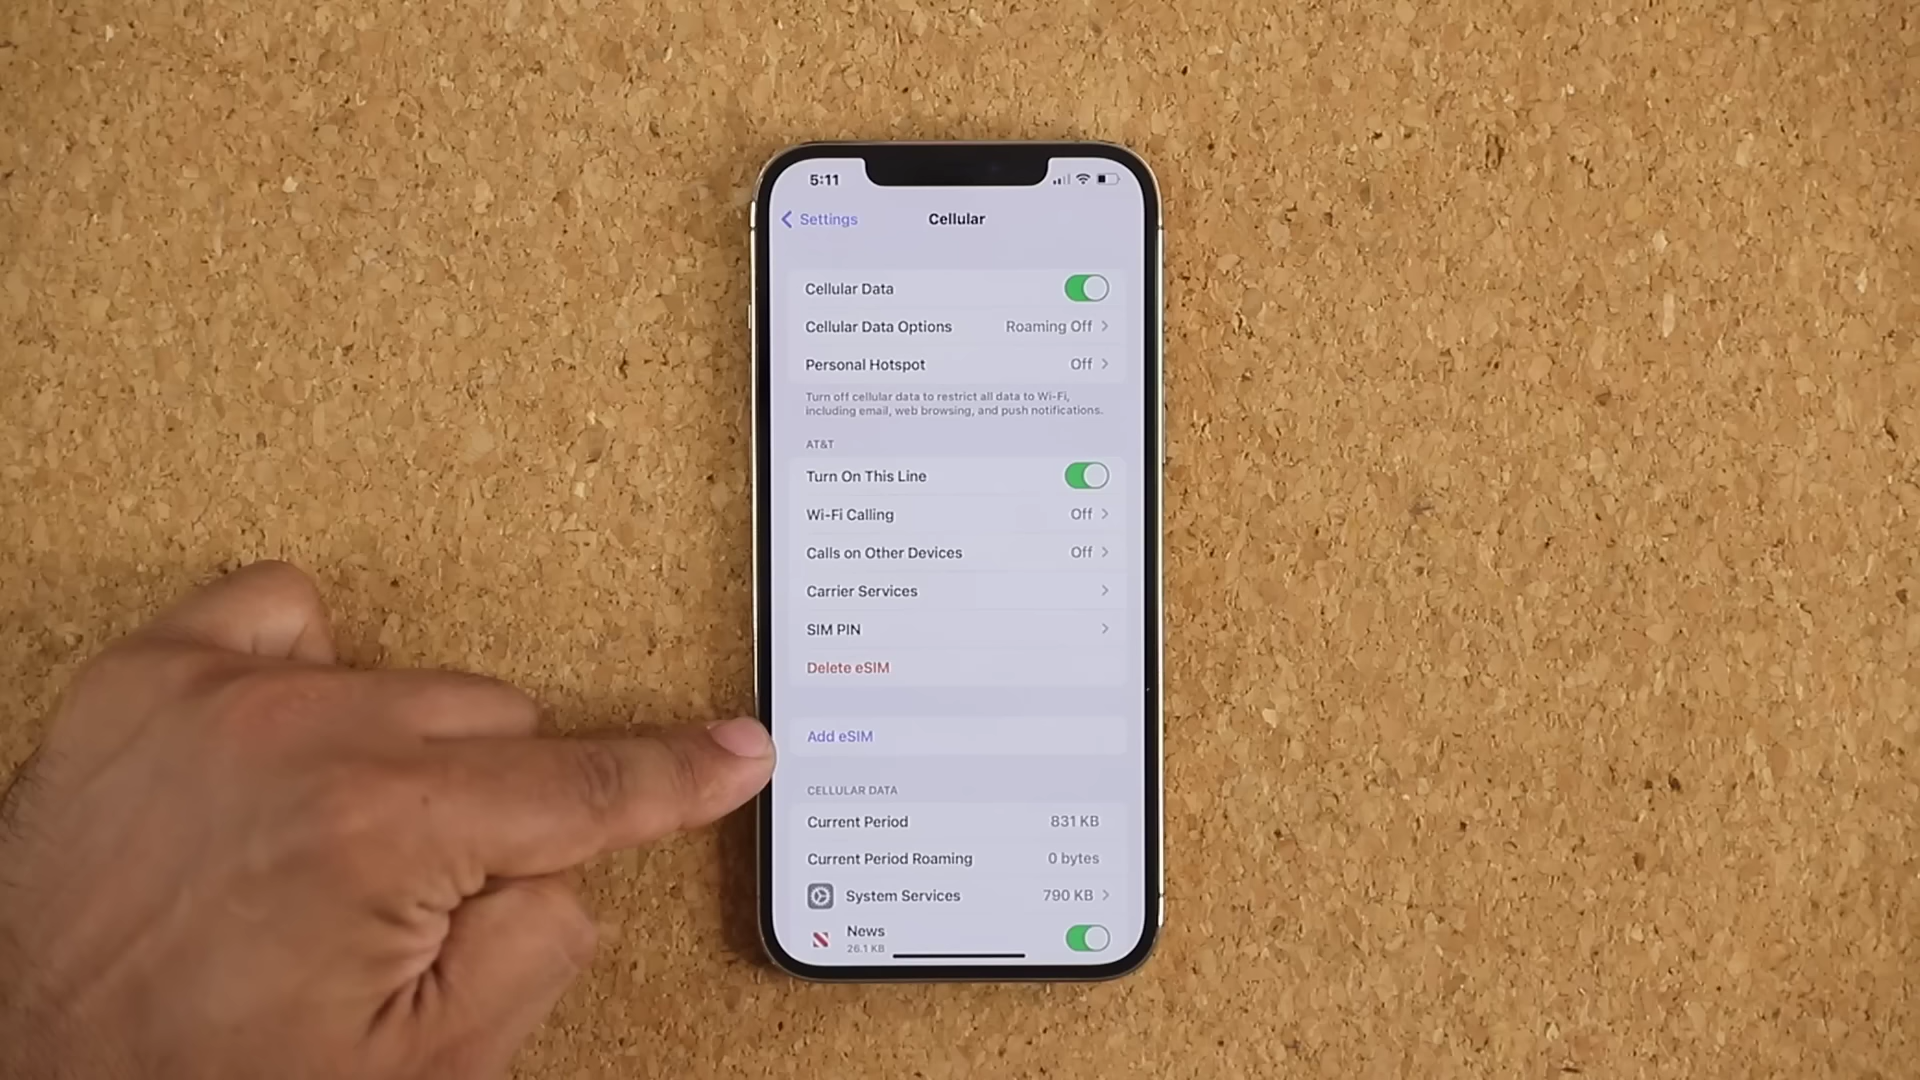 5:11
Settings
Cellular
Cellular Data
Cellular Data Options Roaming Off
Personal Hotspot Off
Turn off cellular data to restrict all data to Wi-Fi,
including email, web browsing, and push notifications.
AT&T
Turn On This Line
Wi-Fi Calling Off
Calls on Other Devices Off
Carrier Services
SIM PIN
Delete eSIM
Add eSIM
CELLULAR DATA
Current Period 831 KB
Current Period Roaming 0 bytes
System Services 790 KB
News
26.1 KB